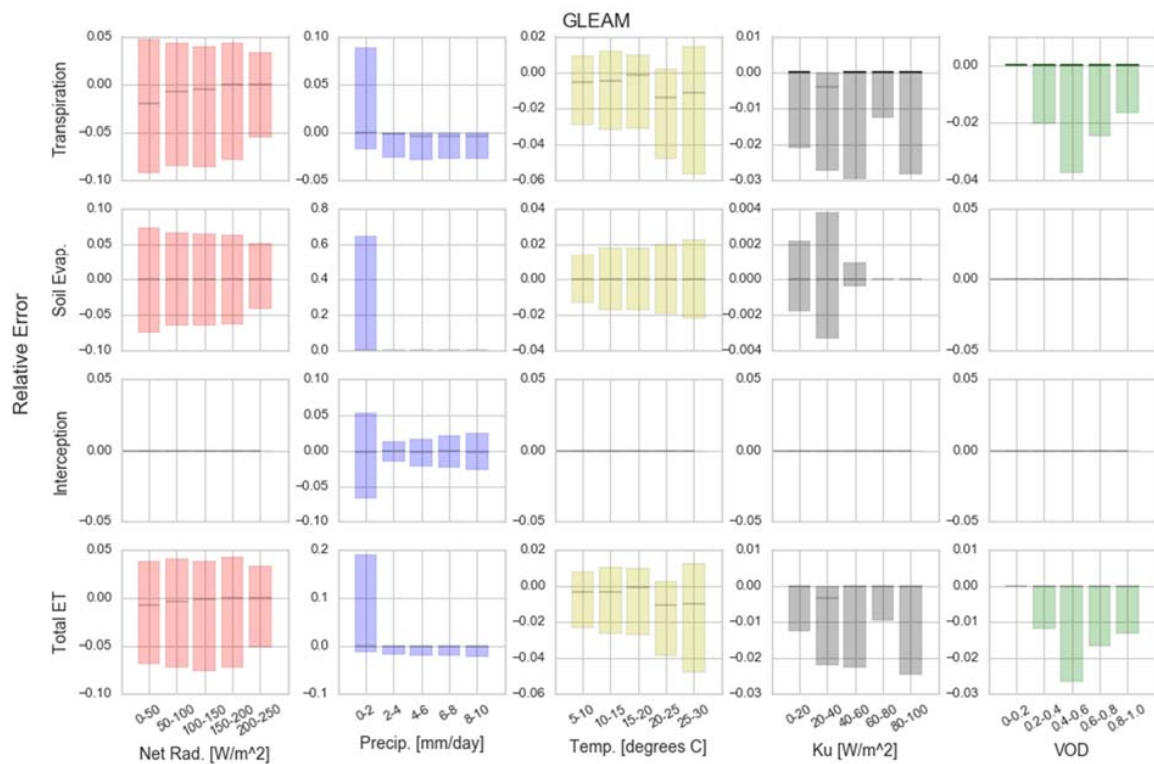 GLEAM
Relative Error
Transpiration
0.05 0.00 −0.05 −0.10
0.10 0.05 0.00 −0.05
0.02 0.00 −0.02 −0.04 −0.06
0.01 0.00 −0.01 −0.02 −0.03
0.00 −0.02 −0.04
Soil Evap.
0.10 0.05 0.00 −0.05 −0.10
0.8 0.6 0.4 0.2 0.0
0.04 0.02 0.00 −0.02 −0.04
0.004 0.002 0.000 −0.002 −0.004
0.05 0.00 −0.05
Interception
0.05 0.00 −0.05
0.10 0.05 0.00 −0.05 −0.10
0.05 0.00 −0.05
0.05 0.00 −0.05
0.05 0.00 −0.05
Total ET
0.05 0.00 −0.05 −0.10
0.2 0.1 0.0 −0.1
0.02 0.00 −0.02 −0.04 −0.06
0.01 0.00 −0.01 −0.02 −0.03
0.01 0.00 −0.01 −0.02 −0.03
0-50 50-100 100-150 150-200 200-250
Net Rad. [W/m^2]
0-2 2-4 4-6 6-8 8-10
Precip. [mm/day]
5-10 10-15 15-20 20-25 25-30
Temp. [degrees C]
0-20 20-40 40-60 60-80 80-100
Ku [W/m^2]
0-0.2 0.2-0.4 0.4-0.6 0.6-0.8 0.8-1.0
VOD